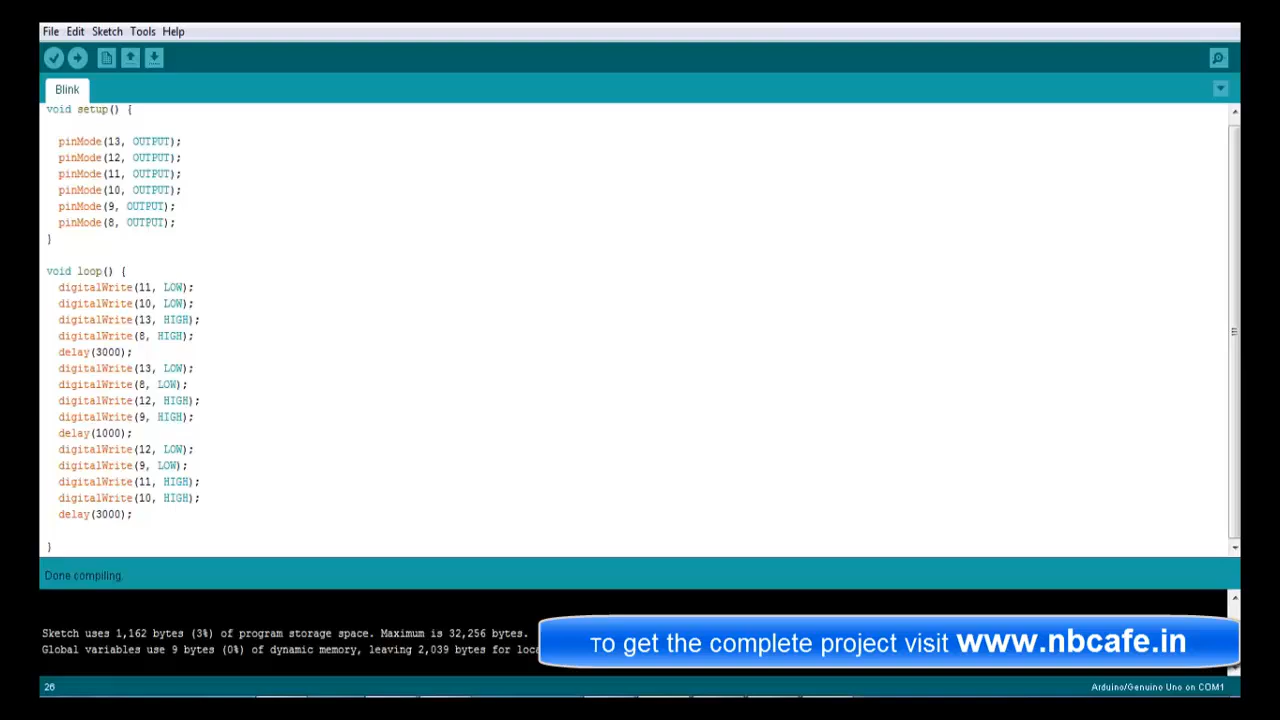 File Edit Sketch Tools Help
Blink
void setup() {
pinMode(13, OUTPUT);
pinMode(12, OUTPUT);
pinMode(11, OUTPUT);
pinMode(10, OUTPUT);
pinMode(9, OUTPUT);
pinMode(8, OUTPUT);
}
void loop() {
digitalWrite(11, LOW);
digitalWrite(10, LOW);
digitalWrite(13, HIGH);
digitalWrite(8, HIGH);
delay(3000);
digitalWrite(13, LOW);
digitalWrite(8, LOW);
digitalWrite(12, HIGH);
digitalWrite(9, HIGH);
delay(1000);
digitalWrite(12, LOW);
digitalWrite(9, LOW);
digitalWrite(11, HIGH);
digitalWrite(10, HIGH);
delay(3000);
}
Done compiling.
Sketch uses 1,162 bytes (3%) of program storage space. Maximum is 32,256 bytes.
Global variables use 9 bytes (0%) of dynamic memory, leaving 2,039 bytes for
To get the complete project visit www.nbcafe.in
26
Arduino/Genuino Uno on COM1